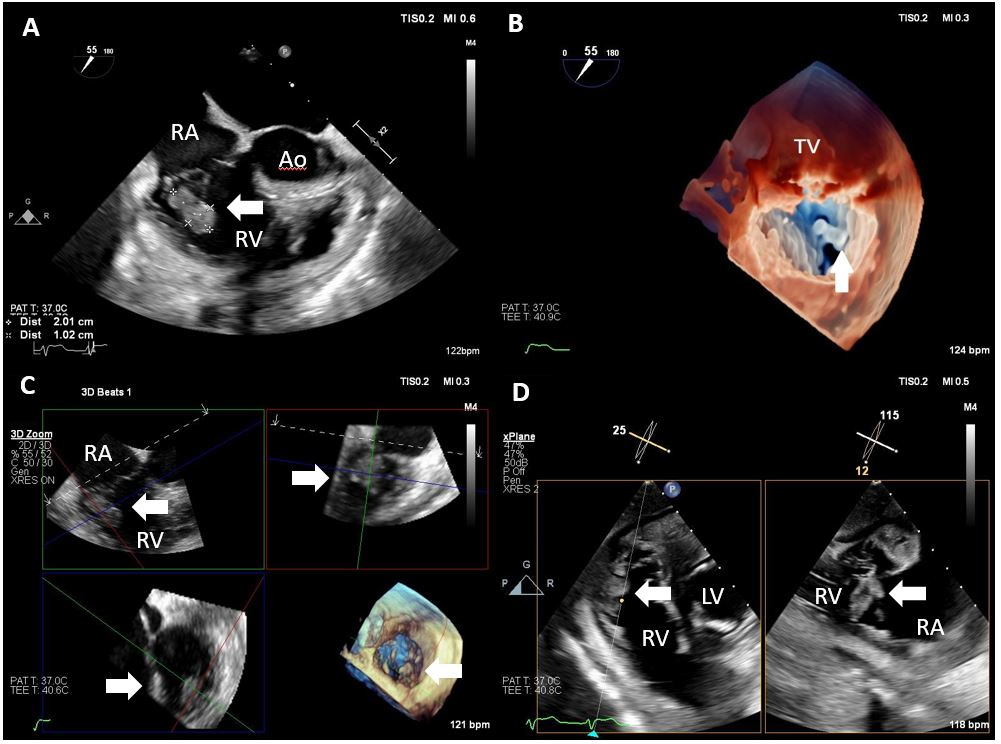 A
TIS0.2 MI 0.6
M4
55 180
P
X2
RA
Ao
RV
G
P R
PAT T: 37.0C
Dist 2.01 cm
Dist 1.02 cm
122bpm
B
TIS0.2 MI 0.3
0 55 180
TV
PAT T: 37.0C
TEE T: 40.9C
124 bpm
C
3D Beats 1
TIS0.2 MI 0.3
M4
3D Zoom
2D / 3D
% 55 / 52
C 50 / 30
Gen
XRES ON
RA
RV
PAT T: 37.0C
TEE T: 40.6C
121 bpm
D
TIS0.2 MI 0.5
M4
25
115
12
xPlane
47%
47%
50dB
P Off
Pen
XRES 2
P
G
P R
RV
LV
RV
RA
PAT T: 37.0C
TEE T: 40.8C
118 bpm